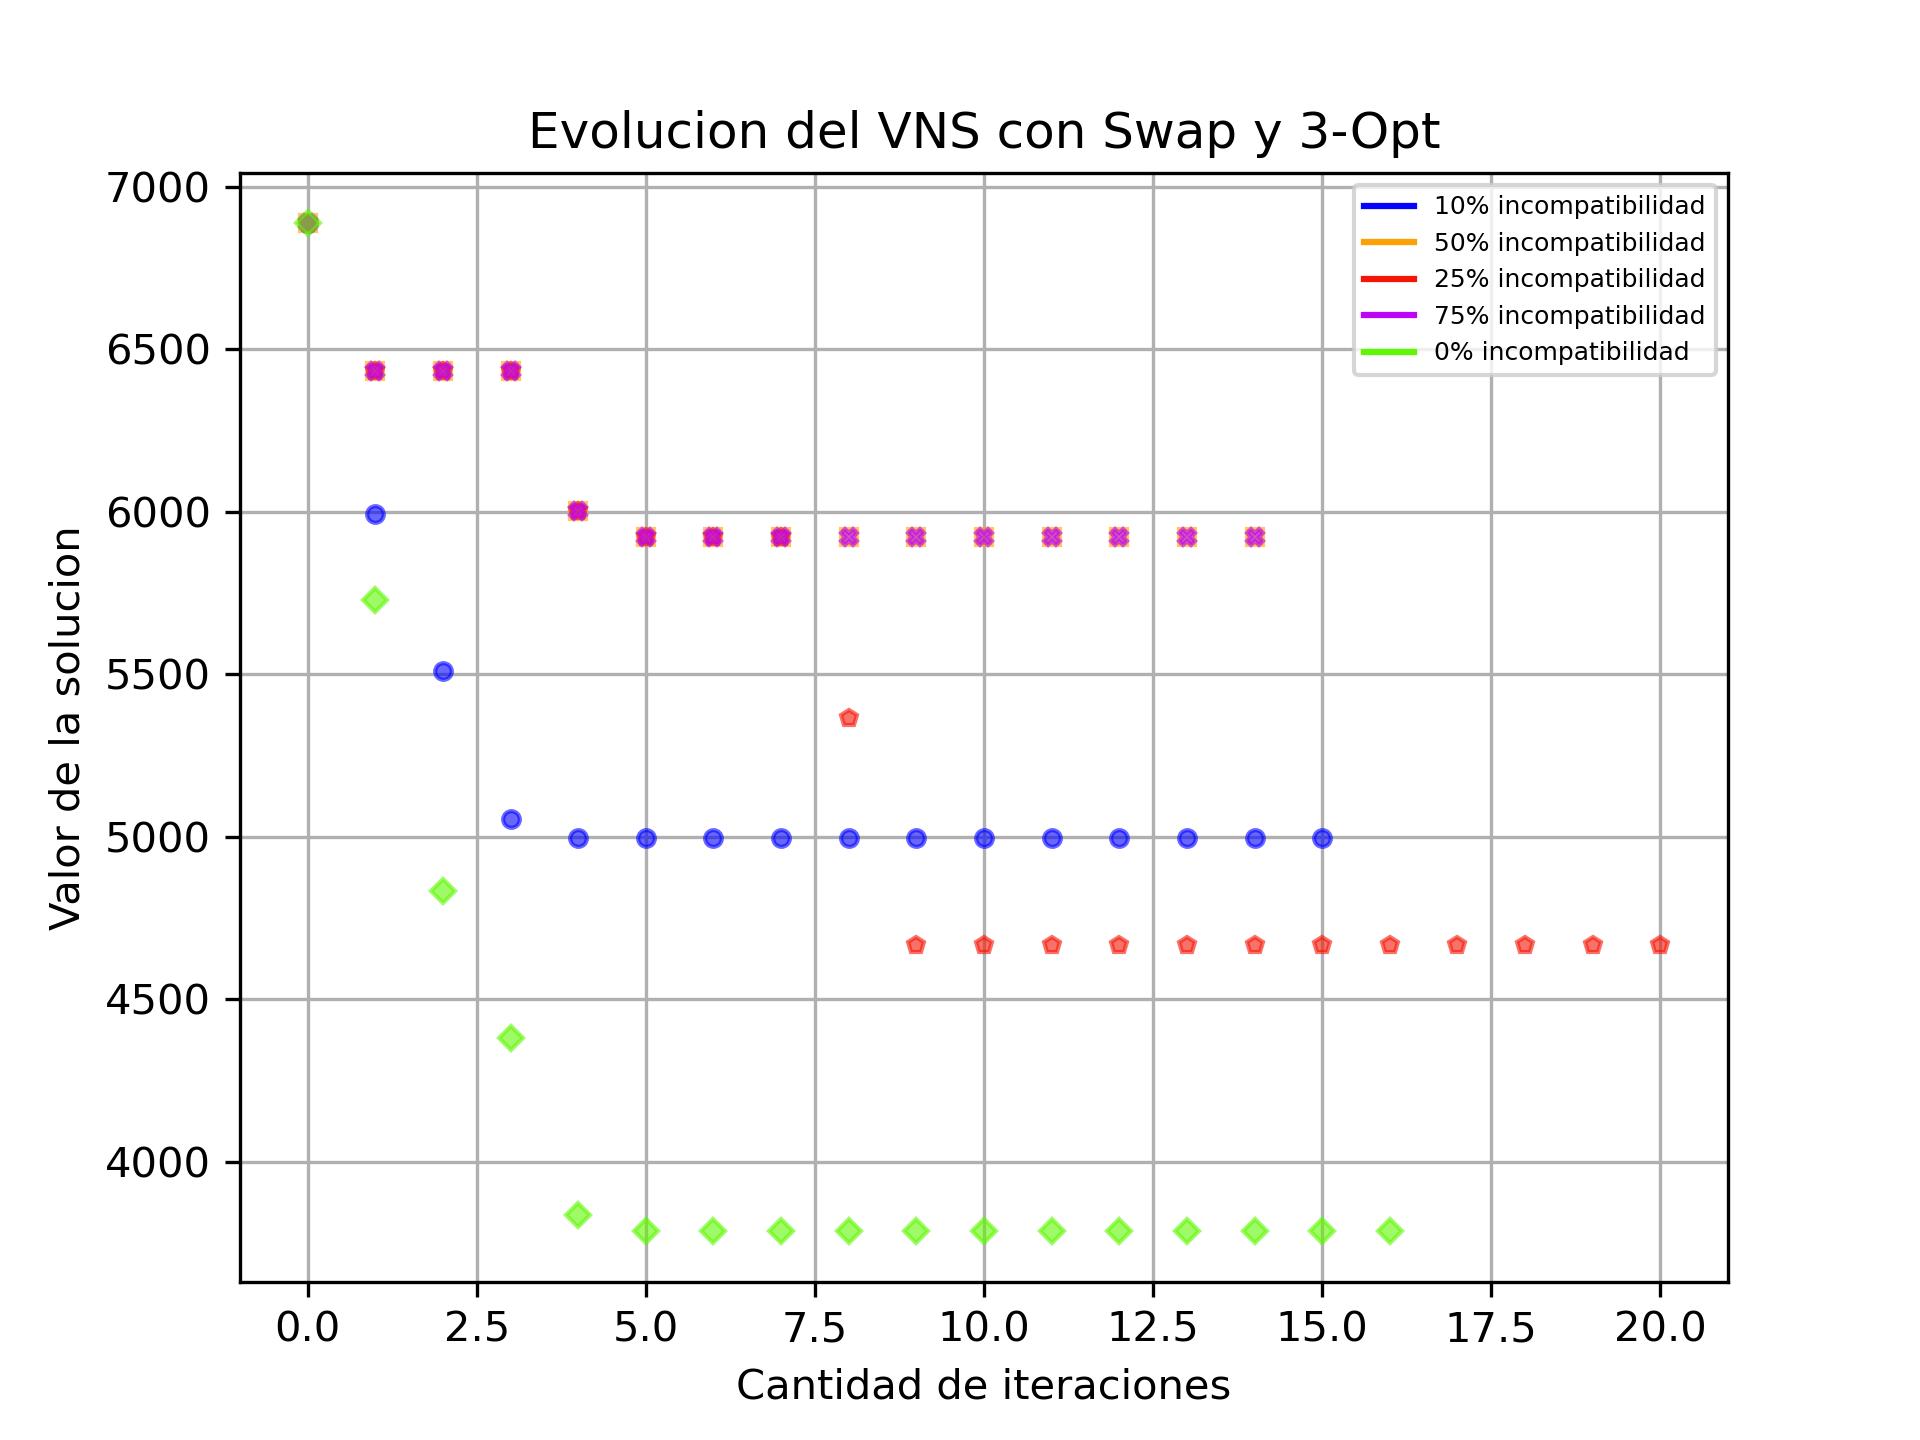 Evolucion del VNS con Swap y 3-Opt
7000
6500
6000
5500
5000
4500
4000
Valor de la solucion
10% incompatibilidad
50% incompatibilidad
25% incompatibilidad
75% incompatibilidad
0% incompatibilidad
0.0 2.5 5.0 7.5 10.0 12.5 15.0 17.5 20.0
Cantidad de iteraciones